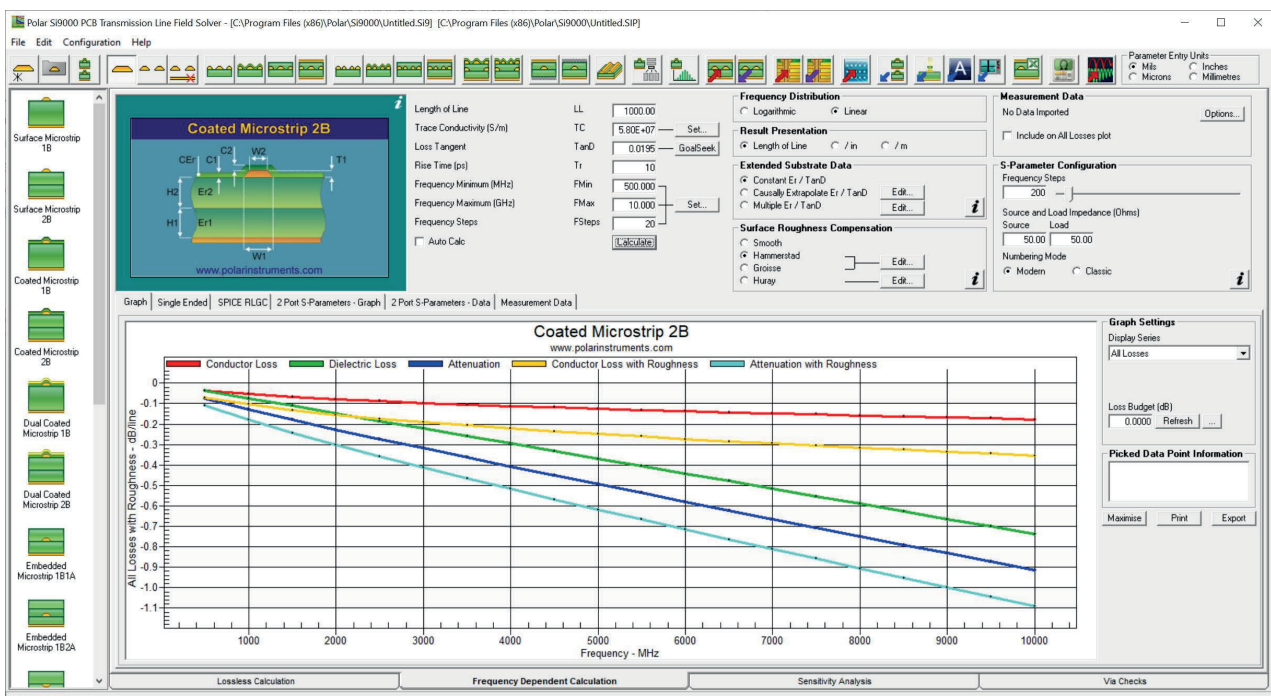 Polar Si9000 PCB Transmission Line Field Solver - [C:\Program Files (x86)\Polar\Si9000\Untitled.Si9] [C:\Program Files (x86)\Polar\Si9000\Untitled.SIP]
File Edit Configuration Help
Parameter Entry Units
Mils Inches
Microns Millimetres
Surface Microstrip
1B
Surface Microstrip
2B
Coated Microstrip
1B
Coated Microstrip
2B
Dual Coated
Microstrip 1B
Dual Coated
Microstrip 2B
Embedded
Microstrip 1B1A
Embedded
Microstrip 1B2A
Coated Microstrip 2B
CEr C1 C2 W2 T1
H2 Er2
H1 Er1
W1
www.polarinstruments.com
Length of Line LL 1000.00
Trace Conductivity (S/m) TC 5.80E+07 Set...
Loss Tangent TanD 0.0195 GoalSeek
Rise Time (ps) Tr 10
Frequency Minimum (MHz) FMin 500.000
Frequency Maximum (GHz) FMax 10.000 Set...
Frequency Steps FSteps 20
Auto Calc Calculate
Frequency Distribution
Logarithmic Linear
Result Presentation
Length of Line / in / m
Extended Substrate Data
Constant Er / TanD
Causally Extrapolate Er / TanD Edit...
Multiple Er / TanD Edit...
Surface Roughness Compensation
Smooth
Hammerstad Edit...
Groisse
Huray Edit...
Measurement Data
No Data Imported Options...
Include on All Losses plot
S-Parameter Configuration
Frequency Steps
200
Source and Load Impedance (Ohms)
Source Load
50.00 50.00
Numbering Mode
Modern Classic
Graph Single Ended SPICE RLGC 2 Port S-Parameters - Graph 2 Port S-Parameters - Data Measurement Data
Coated Microstrip 2B
www.polarinstruments.com
Conductor Loss Dielectric Loss Attenuation Conductor Loss with Roughness Attenuation with Roughness
All Losses with Roughness - dB/line
0
-0.1
-0.2
-0.3
-0.4
-0.5
-0.6
-0.7
-0.8
-0.9
-1.0
-1.1
1000 2000 3000 4000 5000 6000 7000 8000 9000 10000
Frequency - MHz
Graph Settings
Display Series
All Losses
Loss Budget (dB)
0.0000 Refresh ...
Picked Data Point Information
Maximise Print Export
Lossless Calculation Frequency Dependent Calculation Sensitivity Analysis Via Checks